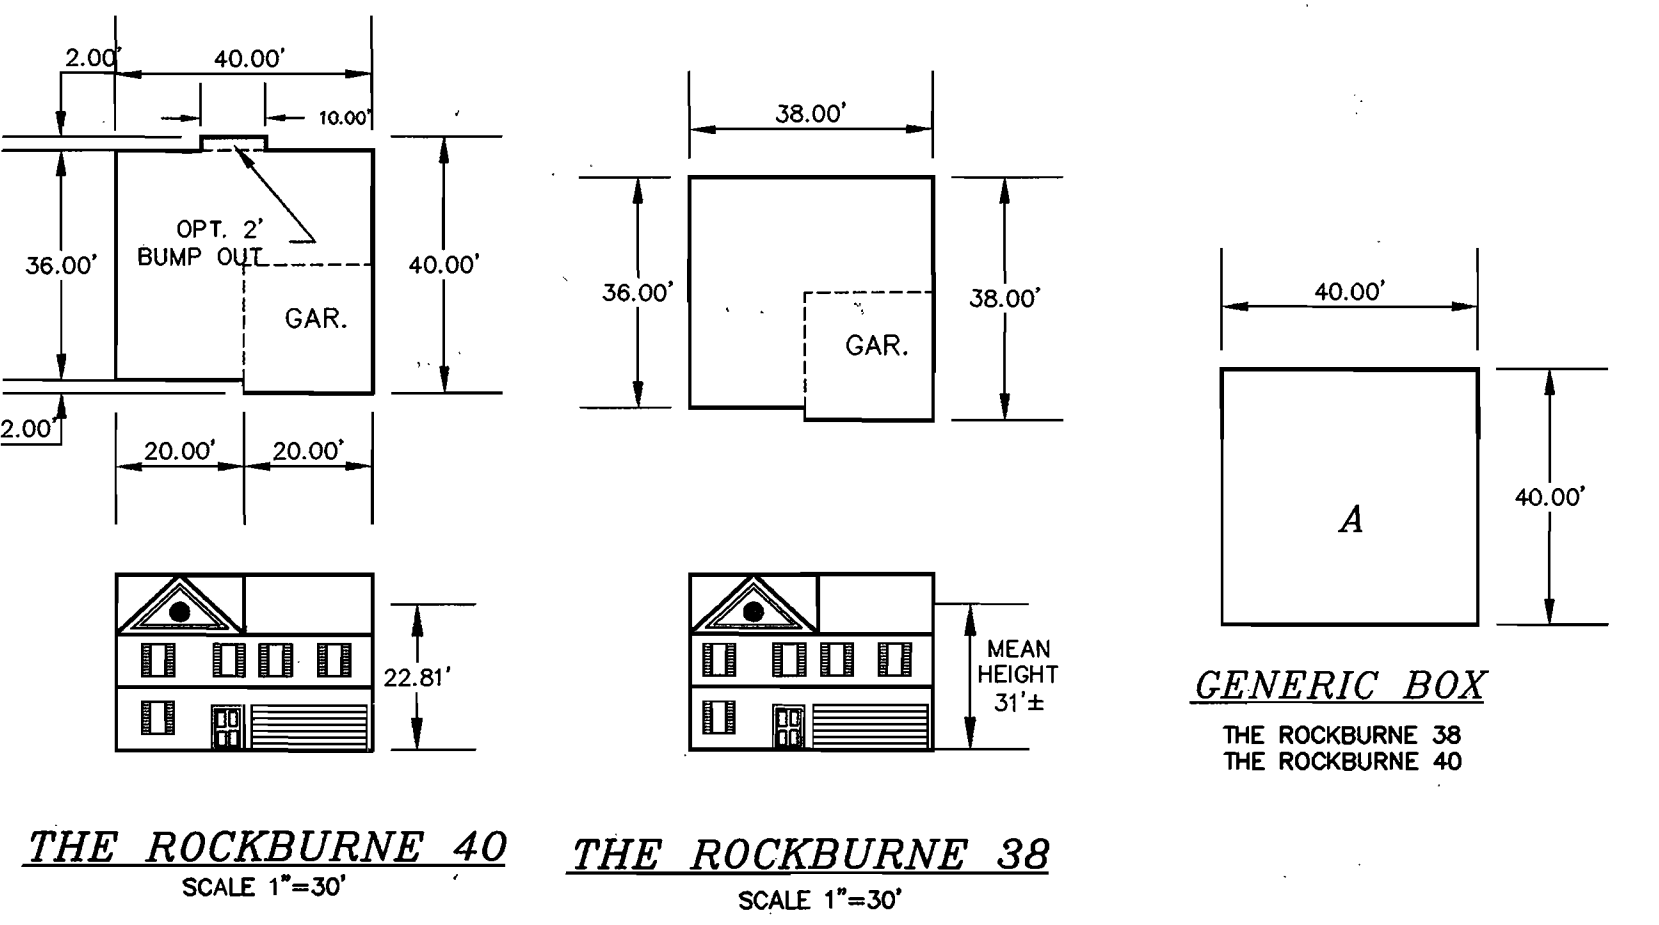 2.00'
40.00'
10.00'
OPT. 2'
BUMP OUT
36.00'
40.00'
GAR.
2.00'
20.00'
20.00'
22.81'
THE ROCKBURNE 40
SCALE 1"=30'
38.00'
36.00'
38.00'
GAR.
MEAN
HEIGHT
31'±
THE ROCKBURNE 38
SCALE 1"=30'
40.00'
40.00'
A
GENERIC BOX
THE ROCKBURNE 38
THE ROCKBURNE 40